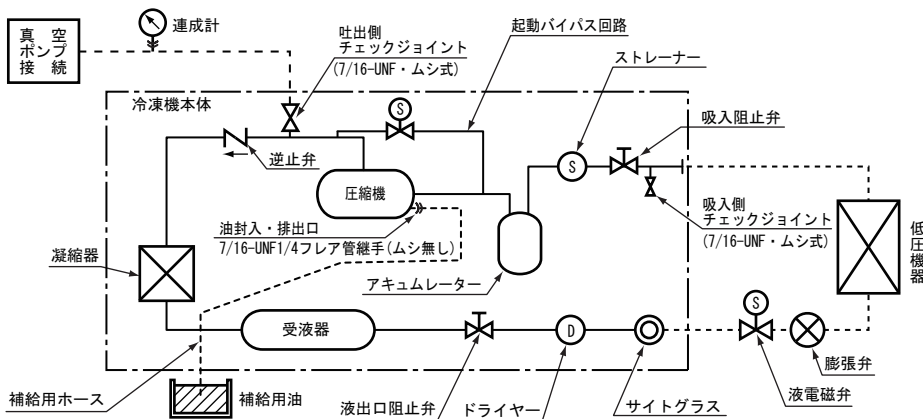 真空
ポンプ
接続
連成計
吐出側
チェックジョイント
(7/16-UNF・ムシ式)
起動バイパス回路
ストレーナー
冷凍機本体
S
吸入阻止弁
逆止弁
S
圧縮機
吸入側
チェックジョイント
(7/16-UNF・ムシ式)
油封入・排出口
7/16-UNF1/4フレア管継手(ムシ無し)
低圧機器
凝縮器
アキュムレーター
S
受液器
D
膨張弁
補給用ホース
補給用油
液出口阻止弁
ドライヤー
サイトグラス
液電磁弁